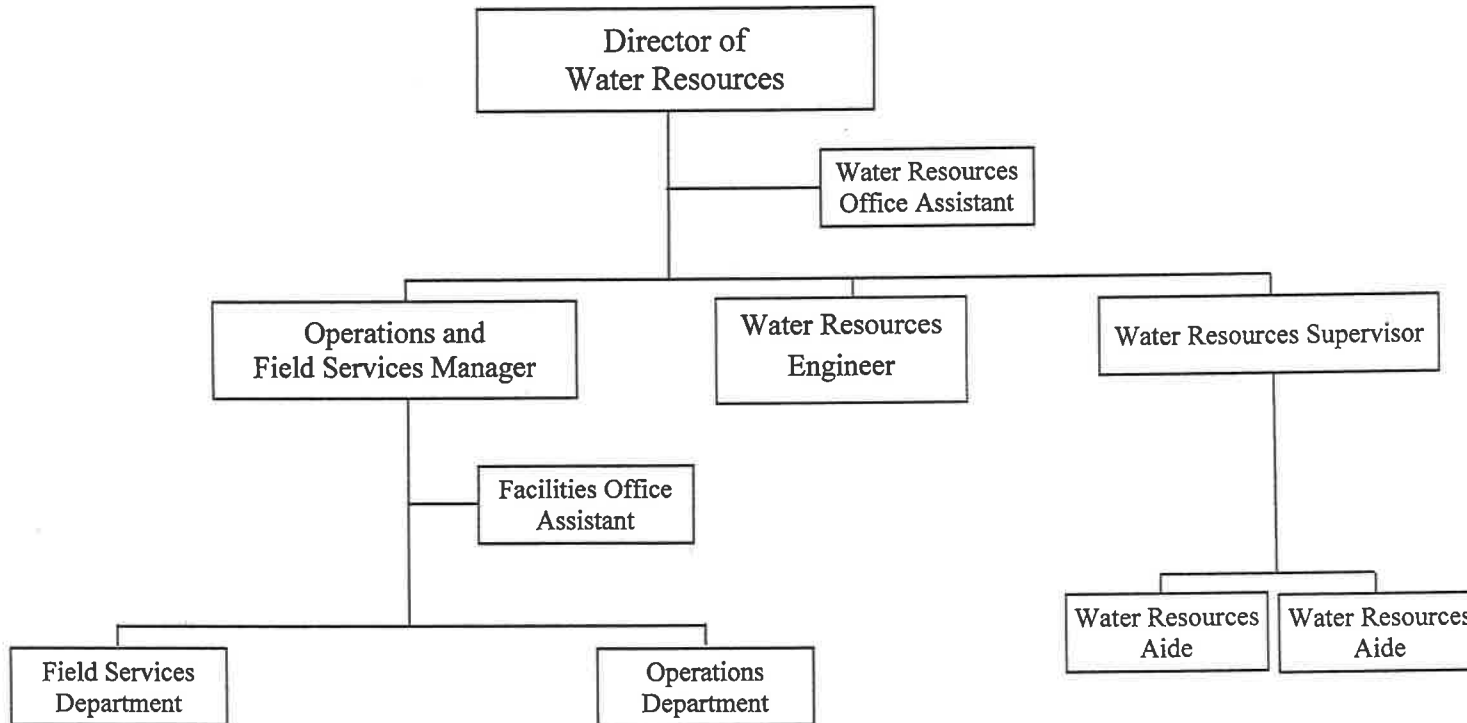 Director of
Water Resources
Water Resources
Office Assistant
Operations and
Field Services Manager
Water Resources
Engineer
Water Resources Supervisor
Facilities Office
Assistant
Water Resources
Aide
Water Resources
Aide
Field Services
Department
Operations
Department